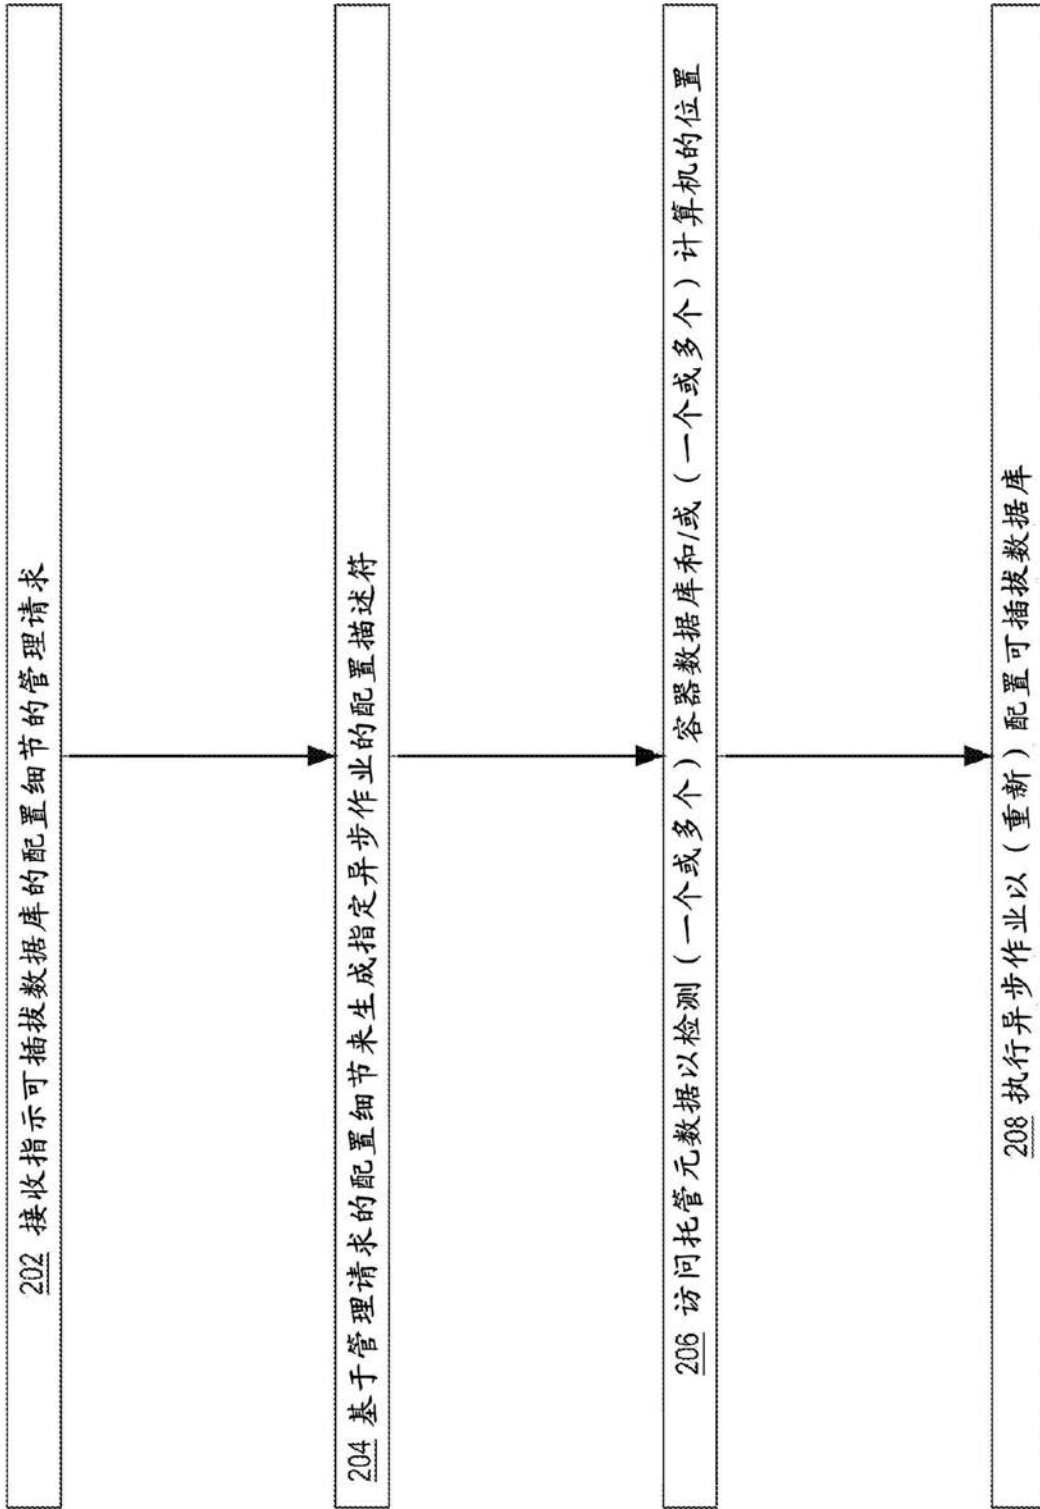 202 接收指示可插拔数据库的配置细节的管理请求
204 基于管理请求的配置细节来生成指定异步作业的配置描述符
206 访问托管元数据以检测（一个或多个）容器数据库和/或（一个或多个）计算机的位置
208 执行异步作业以（重新）配置可插拔数据库